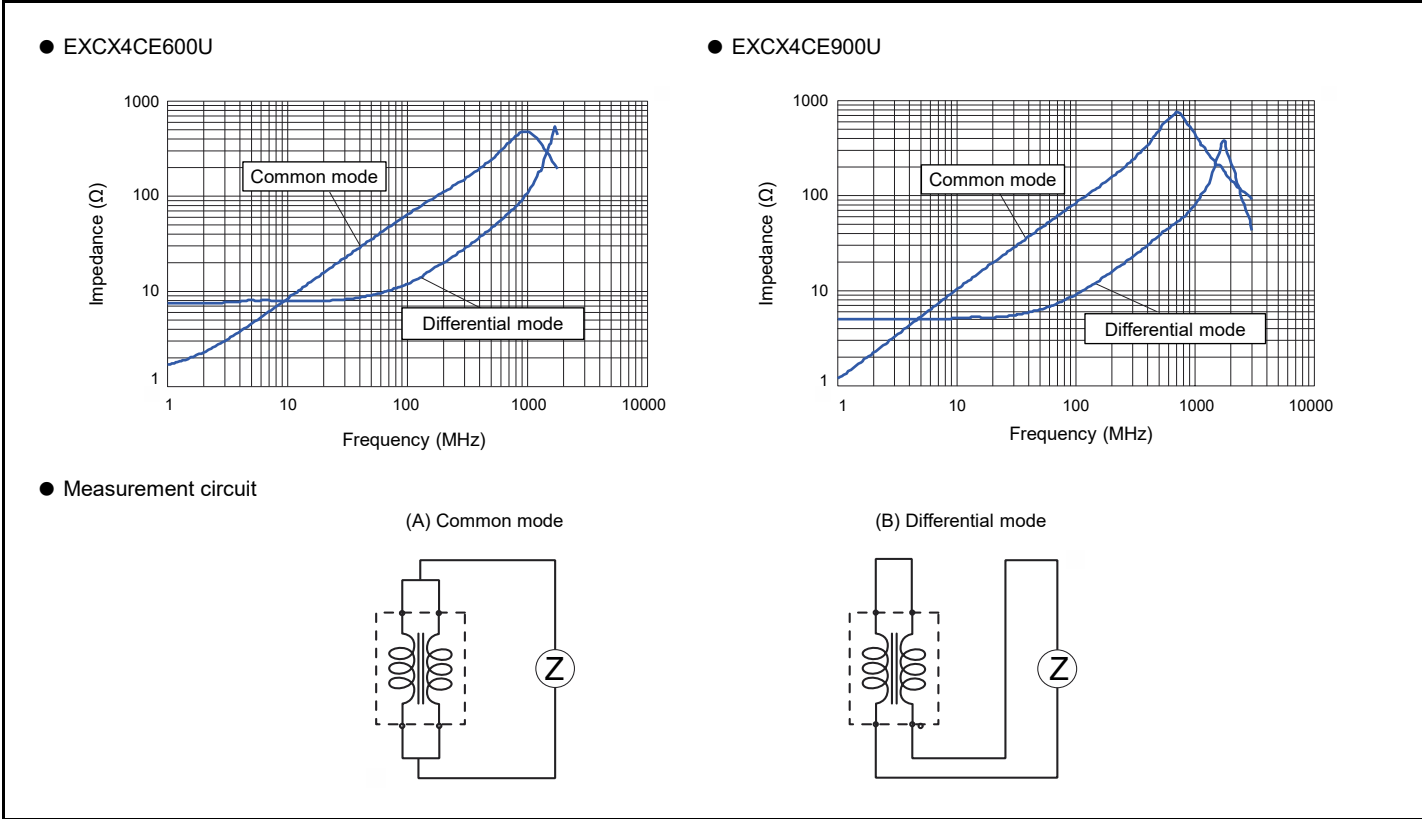 ● EXCX4CE600U
1000
100
10
1
Impedance (Ω)
Common mode
Differential mode
1 10 100 1000 10000
Frequency (MHz)
● EXCX4CE900U
1000
100
10
1
Impedance (Ω)
Common mode
Differential mode
1 10 100 1000 10000
Frequency (MHz)
● Measurement circuit
(A) Common mode
Z
(B) Differential mode
Z